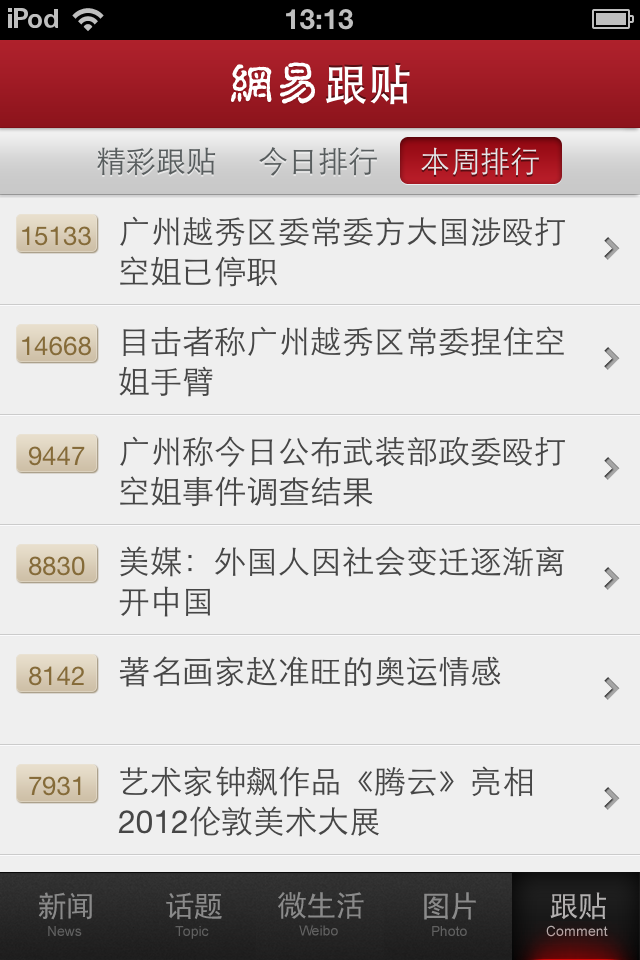 iPod 13:13
網易跟贴
精彩跟贴 今日排行 本周排行
15133 广州越秀区委常委方大国涉殴打
空姐已停职
14668 目击者称广州越秀区常委捏住空
姐手臂
9447 广州称今日公布武装部政委殴打
空姐事件调查结果
8830 美媒：外国人因社会变迁逐渐离
开中国
8142 著名画家赵准旺的奥运情感
7931 艺术家钟飙作品《腾云》亮相
2012伦敦美术大展
新闻 话题 微生活 图片 跟贴
News Topic Weibo Photo Comment